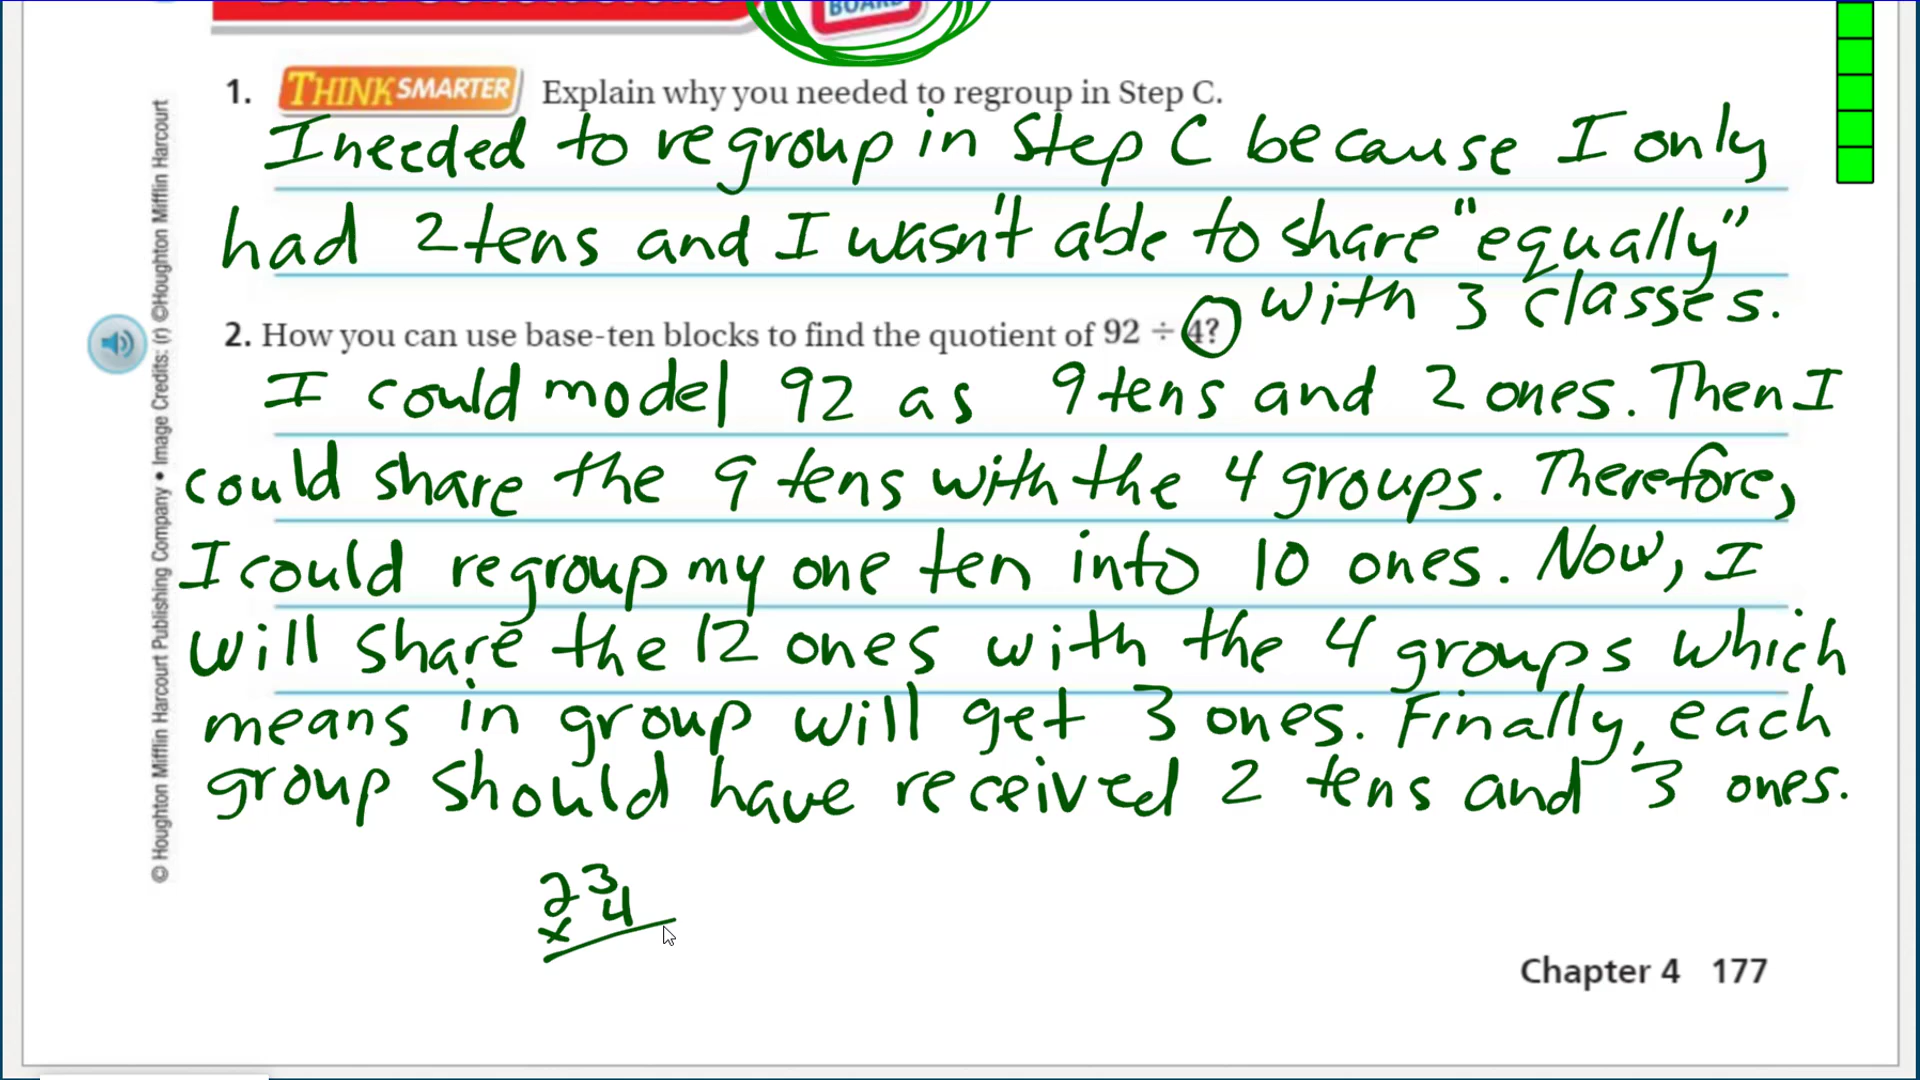 BOARD
1. THINK SMARTER Explain why you needed to regroup in Step C.
I needed to regroup in Step C because I only
had 2 tens and I wasn't able to share "equally"
with 3 classes.
2. How you can use base-ten blocks to find the quotient of 92 ÷ 4?
I could model 92 as 9 tens and 2 ones. Then I
could share the 9 tens with the 4 groups. Therefore,
I could regroup my one ten into 10 ones. Now, I
will share the 12 ones with the 4 groups which
means in group will get 3 ones. Finally, each
group should have received 2 tens and 3 ones.
23
x 4
Chapter 4 177
© Houghton Mifflin Harcourt Publishing Company • Image Credits: (r) ©Houghton Mifflin Harcourt